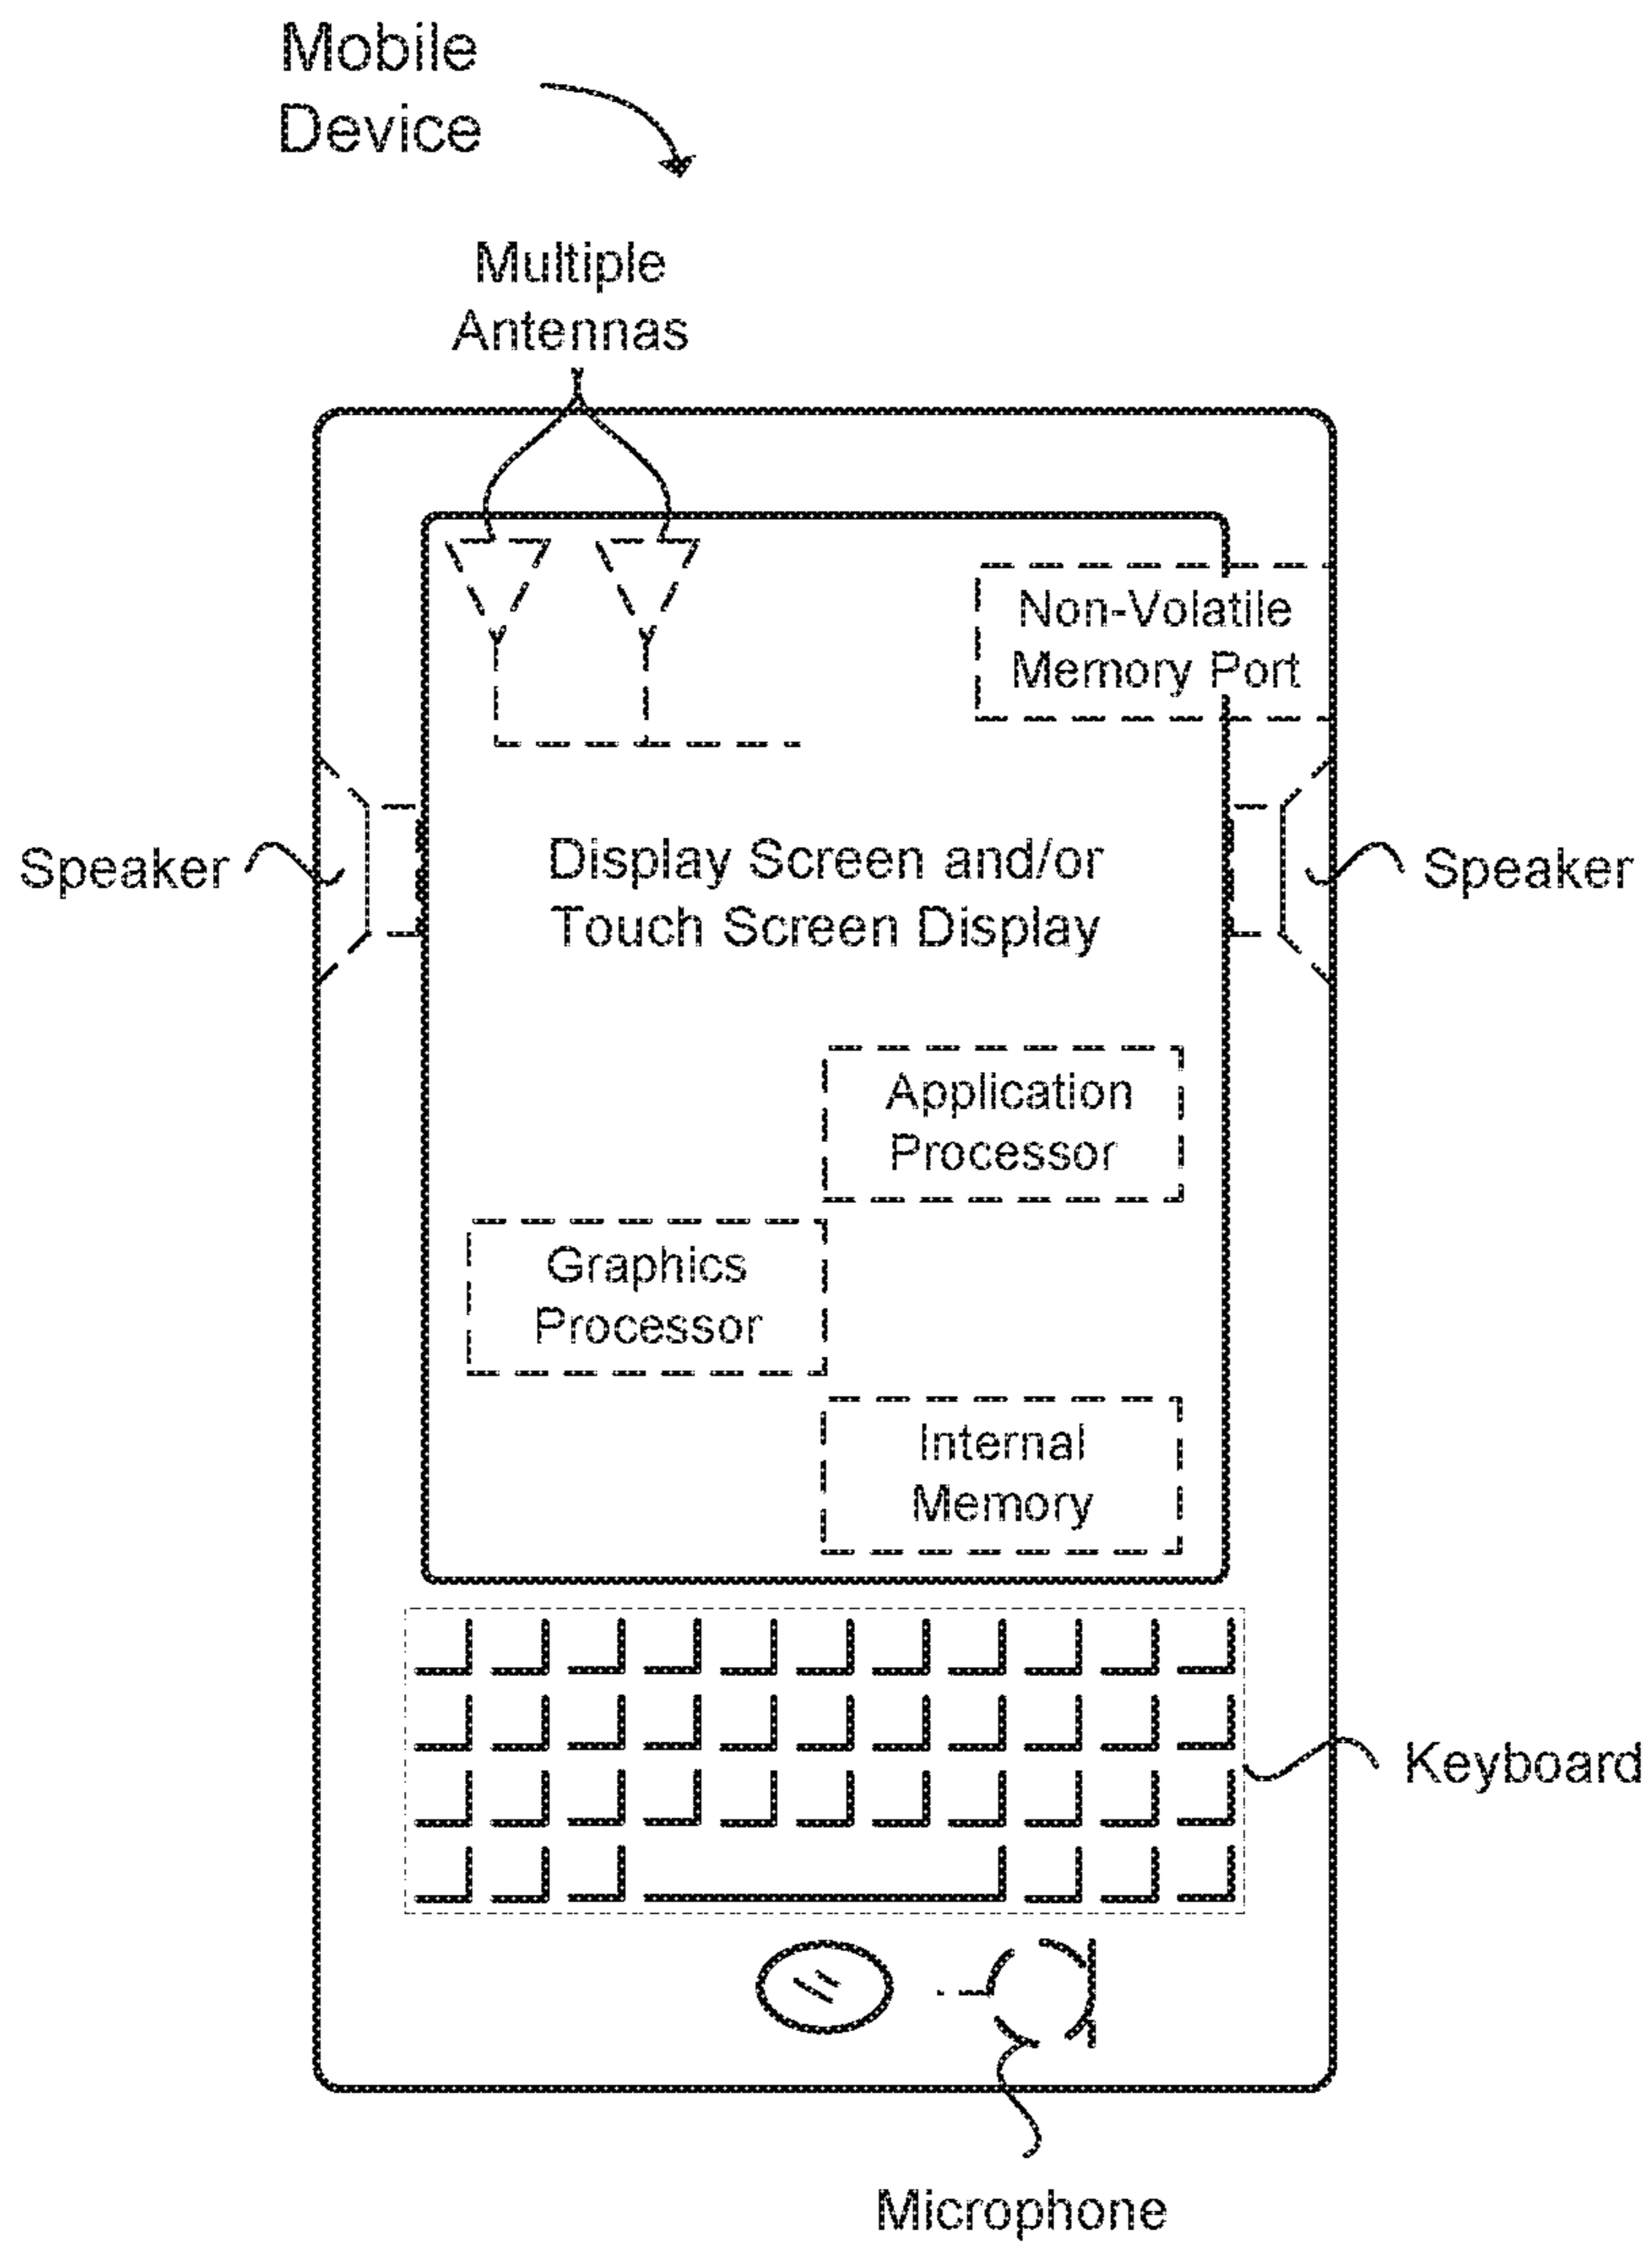 Mobile
Device
Multiple
Antennas
Non-Volatile
Memory Port
Speaker
Display Screen and/or
Touch Screen Display
Speaker
Application
Processor
Graphics
Processor
Internal
Memory
Keyboard
Microphone